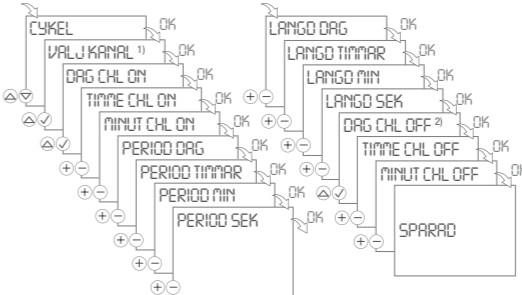 CYKEL
OK
VALJ KANAL 1)
OK
DAG CHL ON
OK
TIMME CHL ON
OK
MINUT CHL ON
OK
PERIOD DAG
OK
PERIOD TIMMAR
OK
PERIOD MIN
OK
PERIOD SEK
OK
LANGD DAG
OK
LANGD TIMMAR
OK
LANGD MIN
OK
LANGD SEK
OK
DAG CHL OFF 2)
OK
TIMME CHL OFF
OK
MINUT CHL OFF
OK
SPARAD